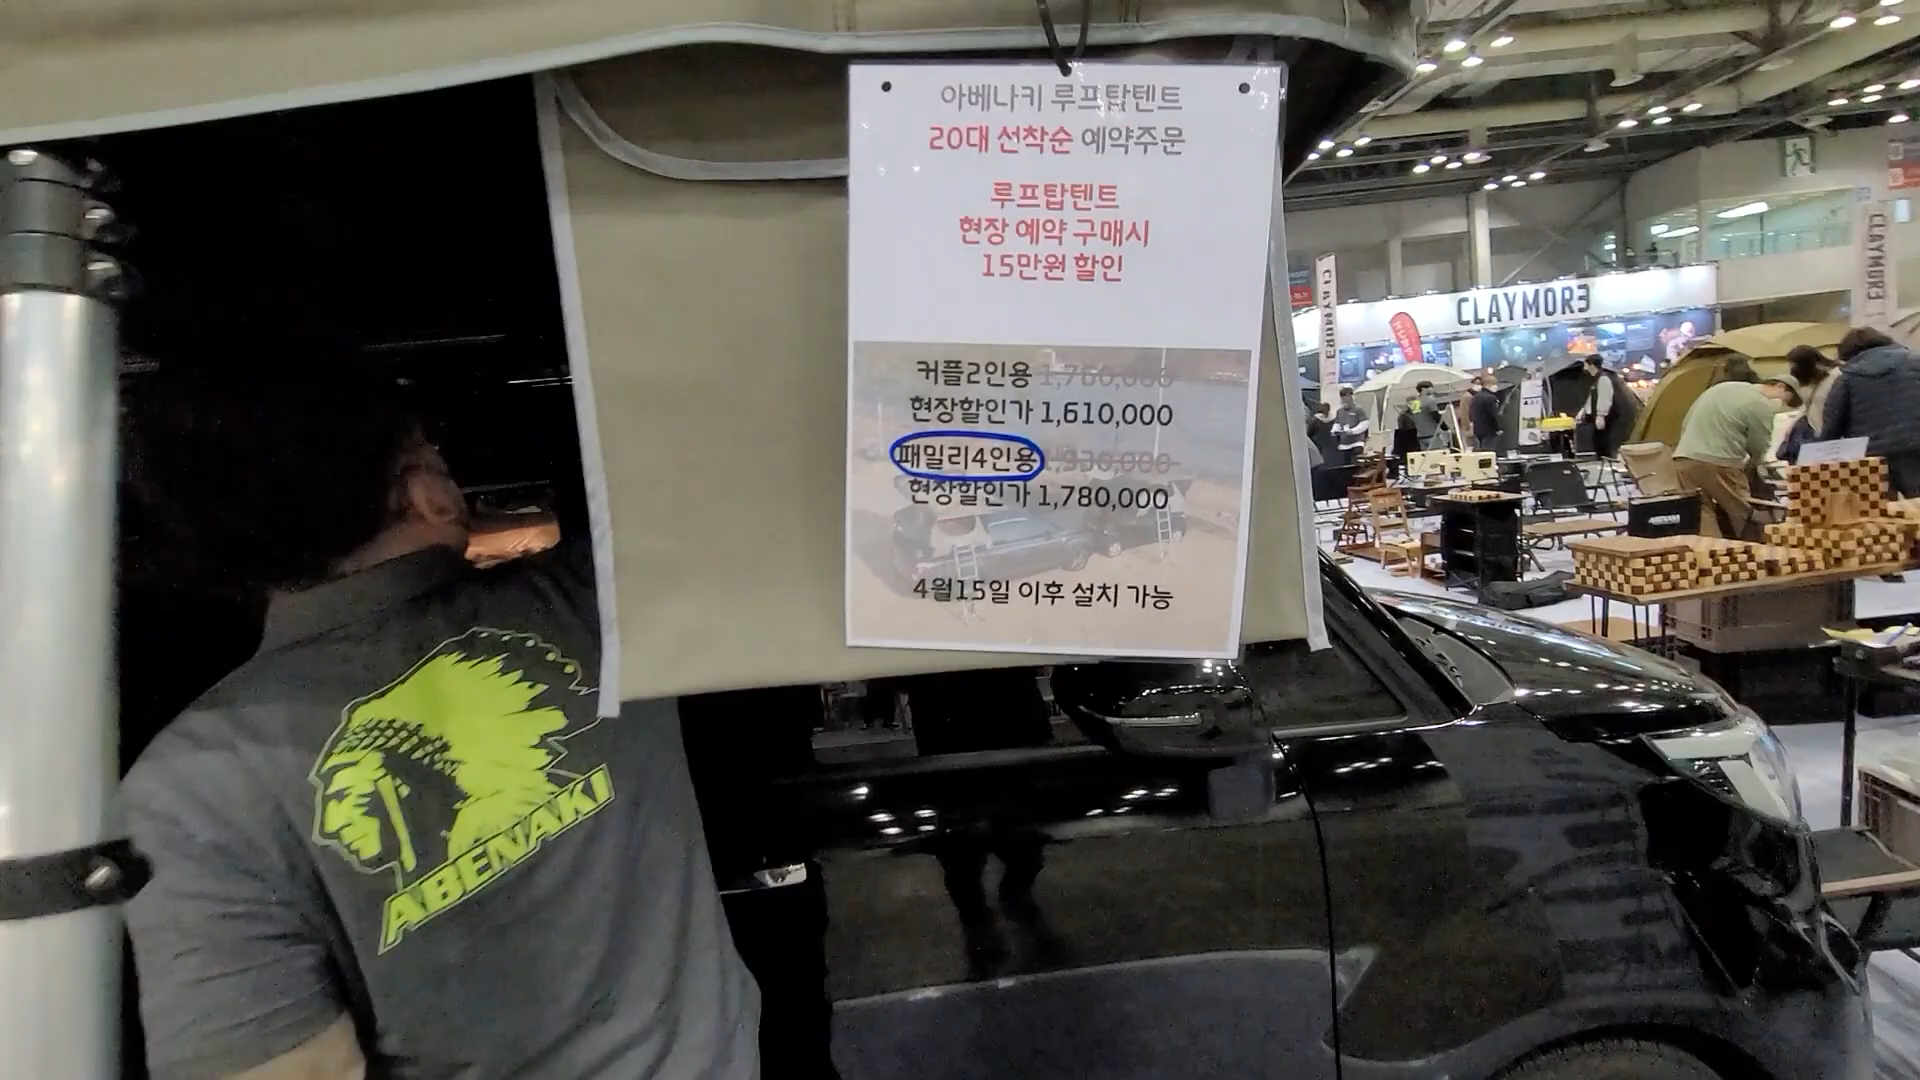 아베나키 루프탑텐트
20대 선착순 예약주문
루프탑텐트
현장 예약 구매시
15만원 할인
커플2인용 1,760,000
현장할인가 1,610,000
패밀리4인용 1,930,000
현장할인가 1,780,000
4월15일 이후 설치 가능
ABENAKI
CLAYMOR3
CLAYMOR3
CLAYMOR3